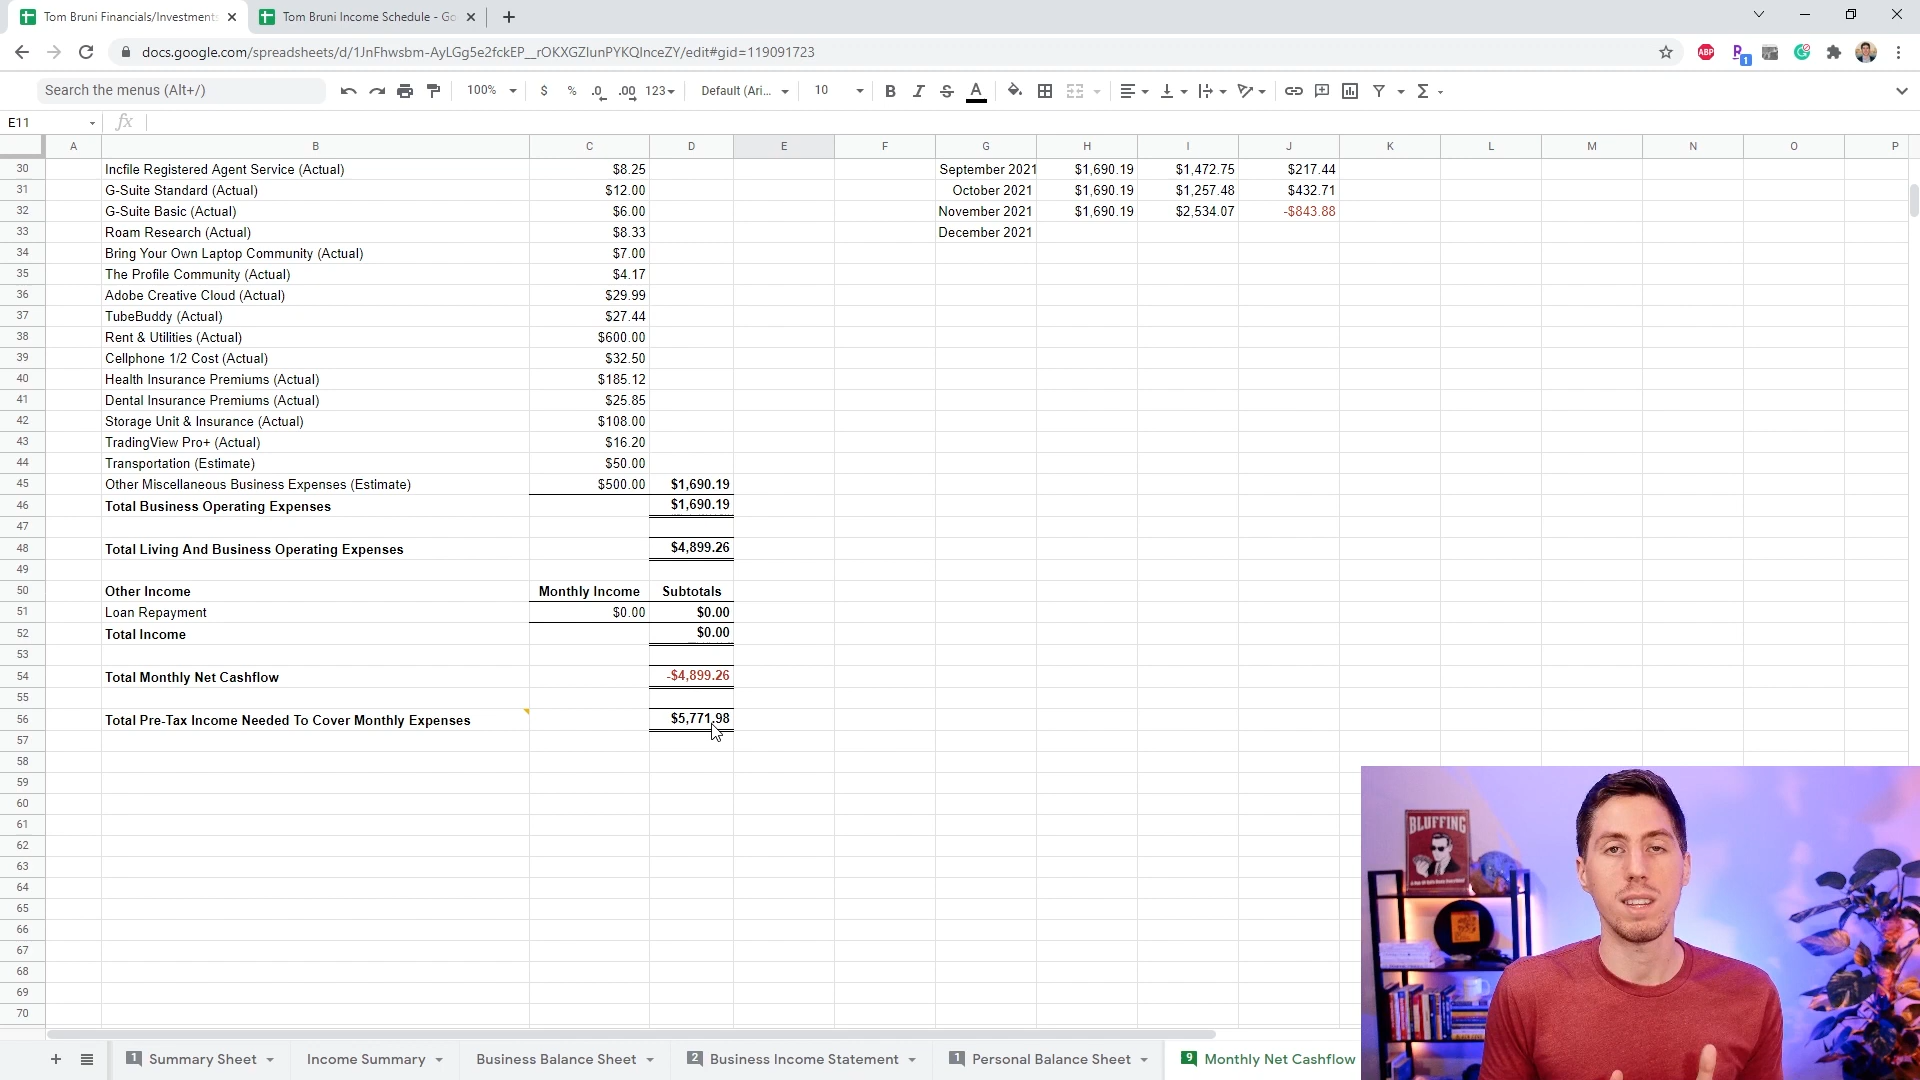 Tom Bruni Financials/Investments
Tom Bruni Income Schedule - Go
docs.google.com/spreadsheets/d/1JnFhwsbm-AyLGg5e2fckEP__rOKXGZIunPYKQInceZY/edit#gid=119091723
ABP
1
Search the menus (Alt+/)
100%
$ % .0 .00 123
Default (Ari...
10
B I S A
E11
fx
A B C D E F G H I J K L M N O P
30 Incfile Registered Agent Service (Actual) $8.25 September 2021 $1,690.19 $1,472.75 $217.44
31 G-Suite Standard (Actual) $12.00 October 2021 $1,690.19 $1,257.48 $432.71
32 G-Suite Basic (Actual) $6.00 November 2021 $1,690.19 $2,534.07 -$843.88
33 Roam Research (Actual) $8.33 December 2021
34 Bring Your Own Laptop Community (Actual) $7.00
35 The Profile Community (Actual) $4.17
36 Adobe Creative Cloud (Actual) $29.99
37 TubeBuddy (Actual) $27.44
38 Rent & Utilities (Actual) $600.00
39 Cellphone 1/2 Cost (Actual) $32.50
40 Health Insurance Premiums (Actual) $185.12
41 Dental Insurance Premiums (Actual) $25.85
42 Storage Unit & Insurance (Actual) $108.00
43 TradingView Pro+ (Actual) $16.20
44 Transportation (Estimate) $50.00
45 Other Miscellaneous Business Expenses (Estimate) $500.00 $1,690.19
46 Total Business Operating Expenses $1,690.19
47
48 Total Living And Business Operating Expenses $4,899.26
49
50 Other Income Monthly Income Subtotals
51 Loan Repayment $0.00 $0.00
52 Total Income $0.00
53
54 Total Monthly Net Cashflow -$4,899.26
55
56 Total Pre-Tax Income Needed To Cover Monthly Expenses $5,771.98
57
58
59
60
61
62
63
64
65
66
67
68
69
70
BLUFFING
1 Summary Sheet
Income Summary
Business Balance Sheet
2 Business Income Statement
1 Personal Balance Sheet
9 Monthly Net Cashflow